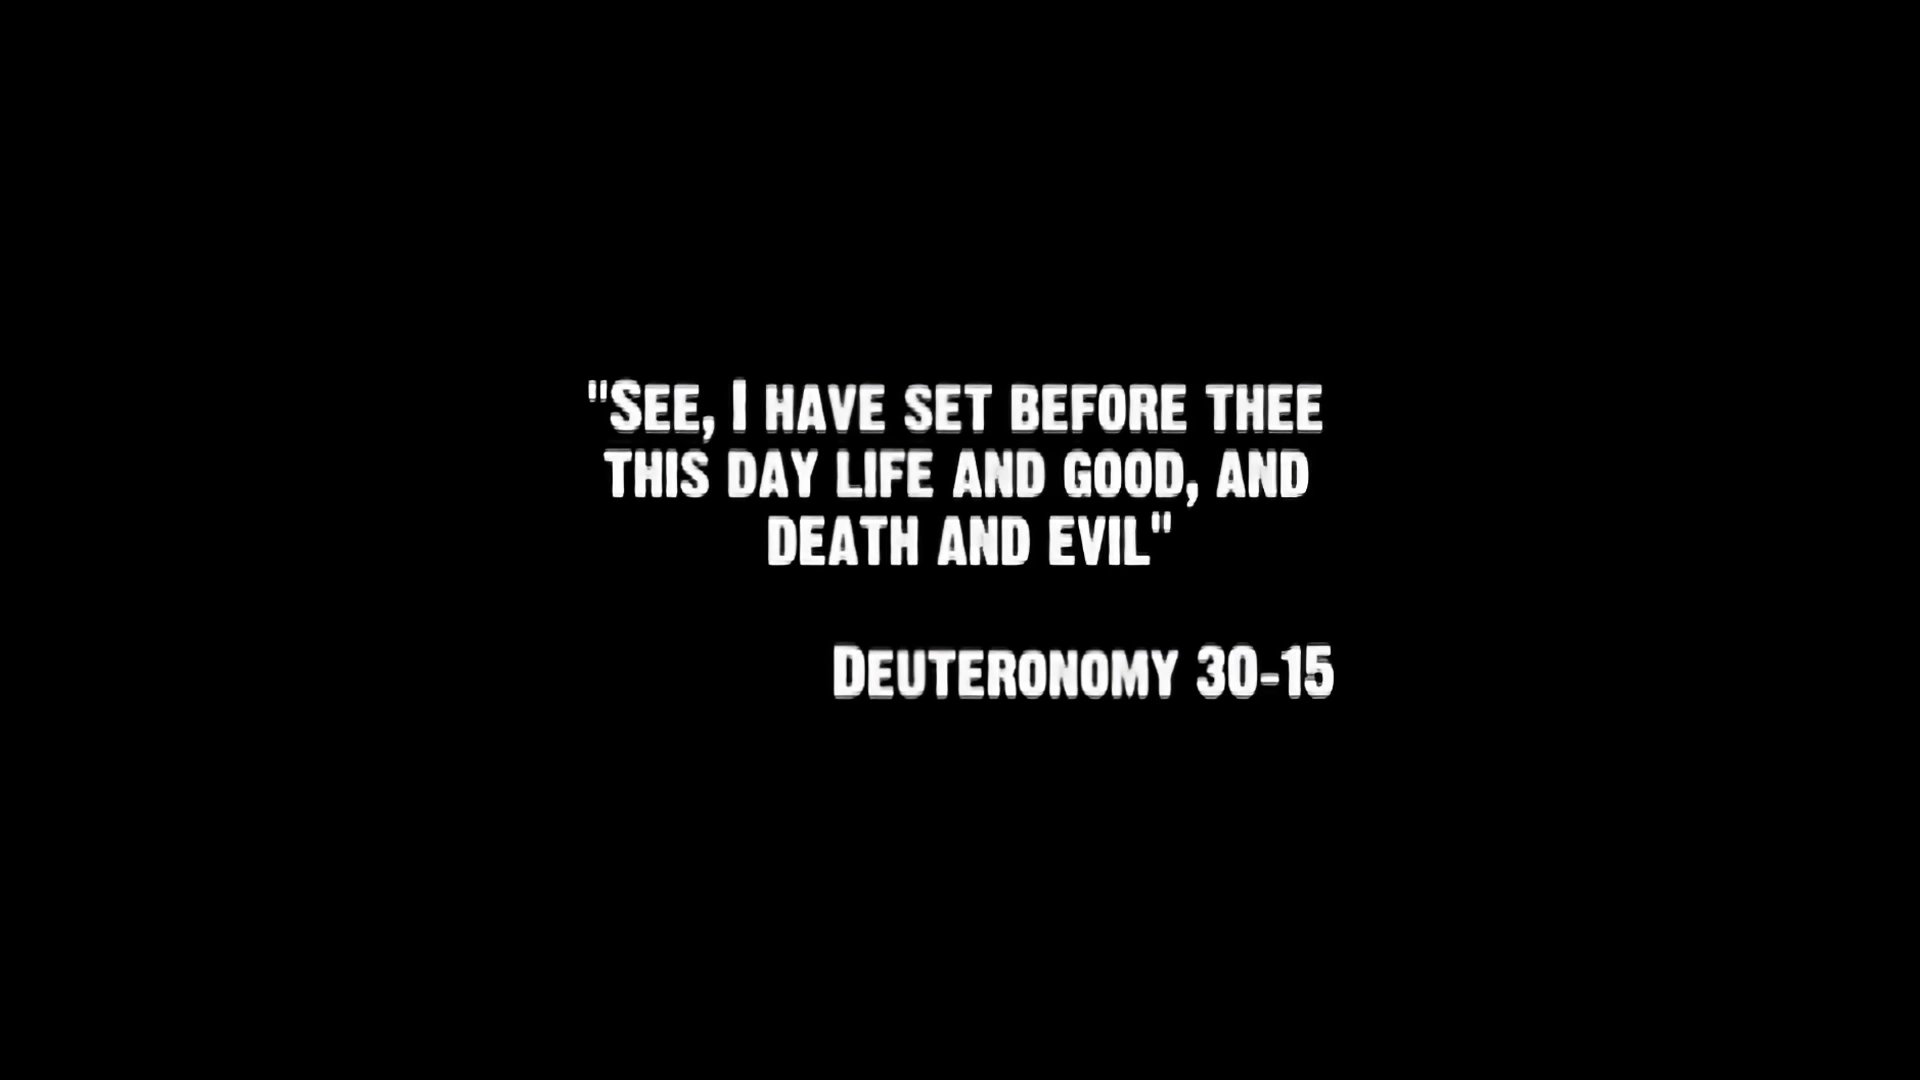 "See, I have set before thee
this day life and good, and
death and evil"
Deuteronomy 30-15